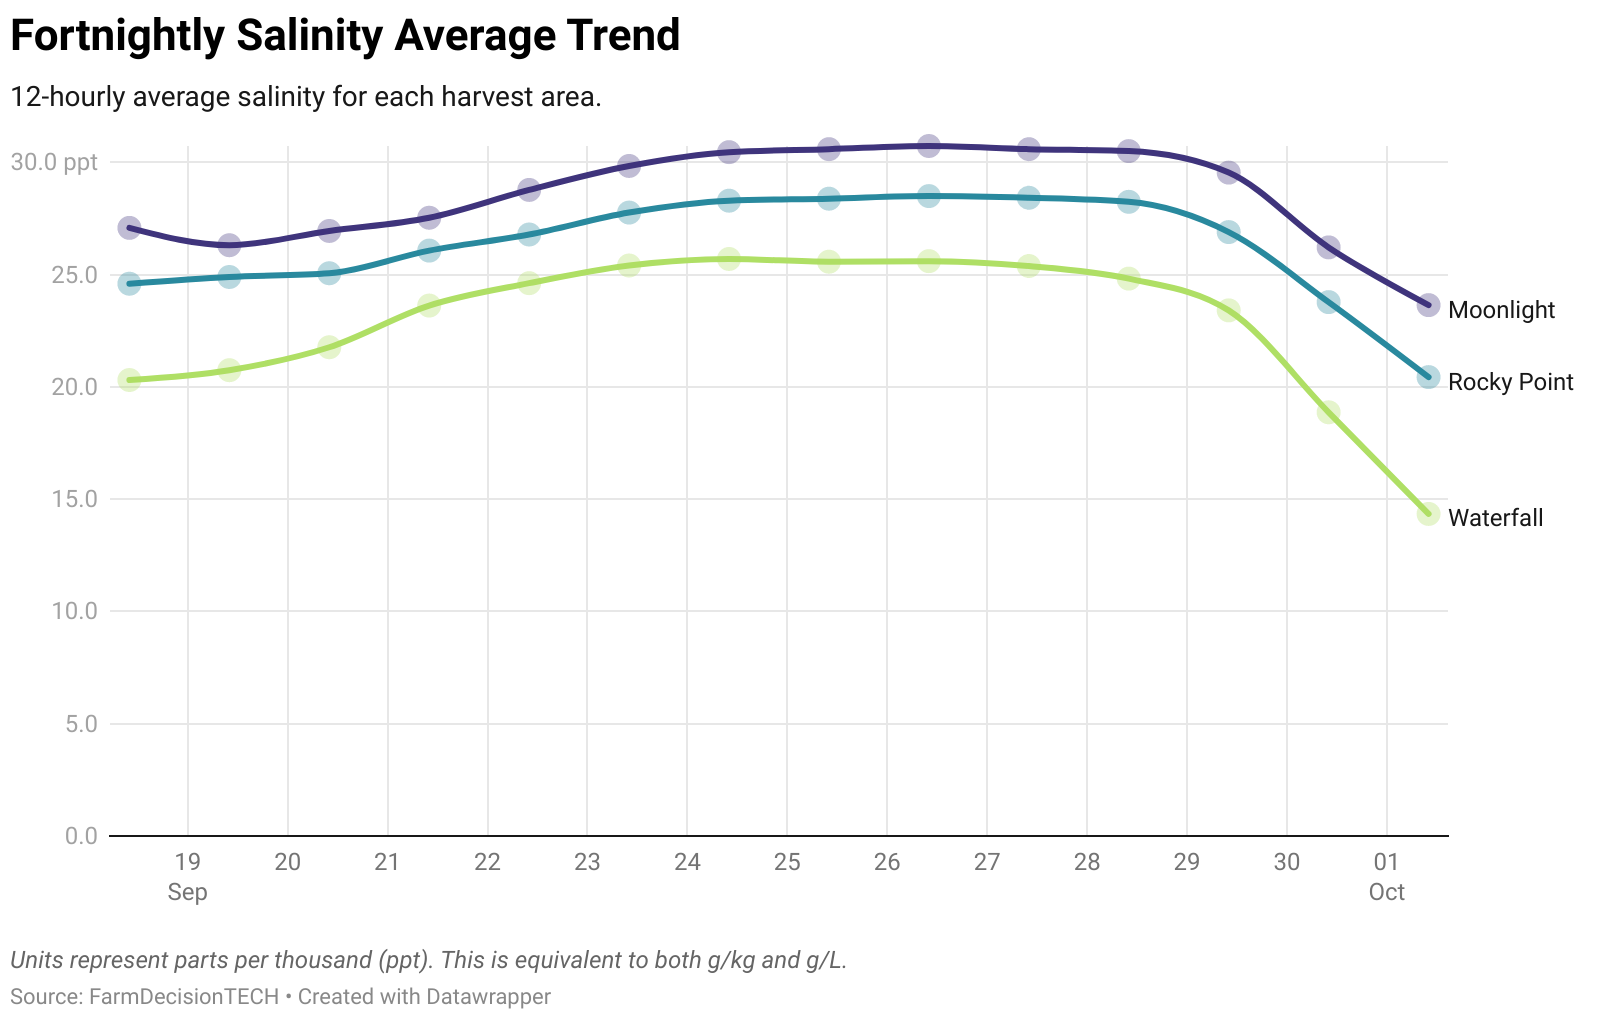 Fortnightly Salinity Average Trend
12-hourly average salinity for each harvest area.
30.0 ppt
25.0
20.0
15.0
10.0
5.0
0.0
Moonlight
Rocky Point
Waterfall
19 20 21 22 23 24 25 26 27 28 29 30 01
Sep Oct
Units represent parts per thousand (ppt). This is equivalent to both g/kg and g/L.
Source: FarmDecisionTECH • Created with Datawrapper